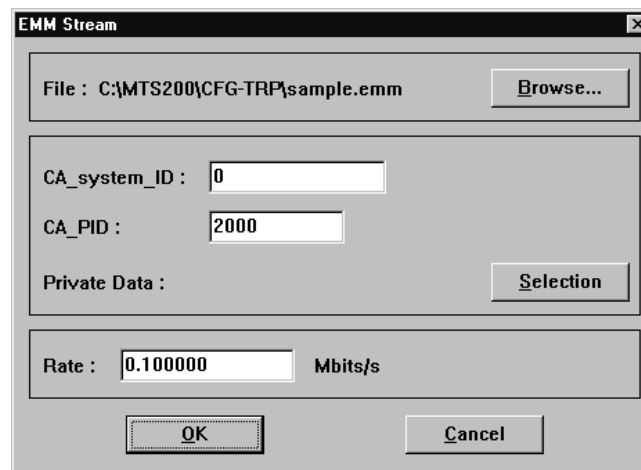 EMM Stream
File : C:\MTS200\CFG-TRP\sample.emm
Browse...
CA_system_ID : 0
CA_PID : 2000
Private Data :
Selection
Rate : 0.100000 Mbits/s
OK
Cancel